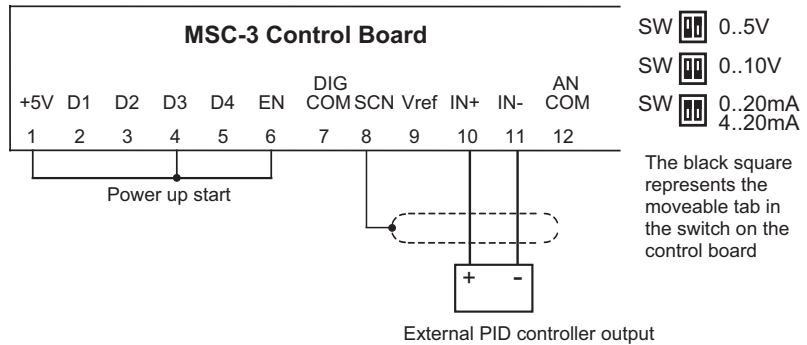 MSC-3 Control Board
+5V D1 D2 D3 D4 EN DIG COM SCN Vref IN+ IN- AN COM
1 2 3 4 5 6 7 8 9 10 11 12
Power up start
+ -
External PID controller output
SW 0..5V
SW 0..10V
SW 0..20mA
4..20mA
The black square
represents the
moveable tab in
the switch on the
control board